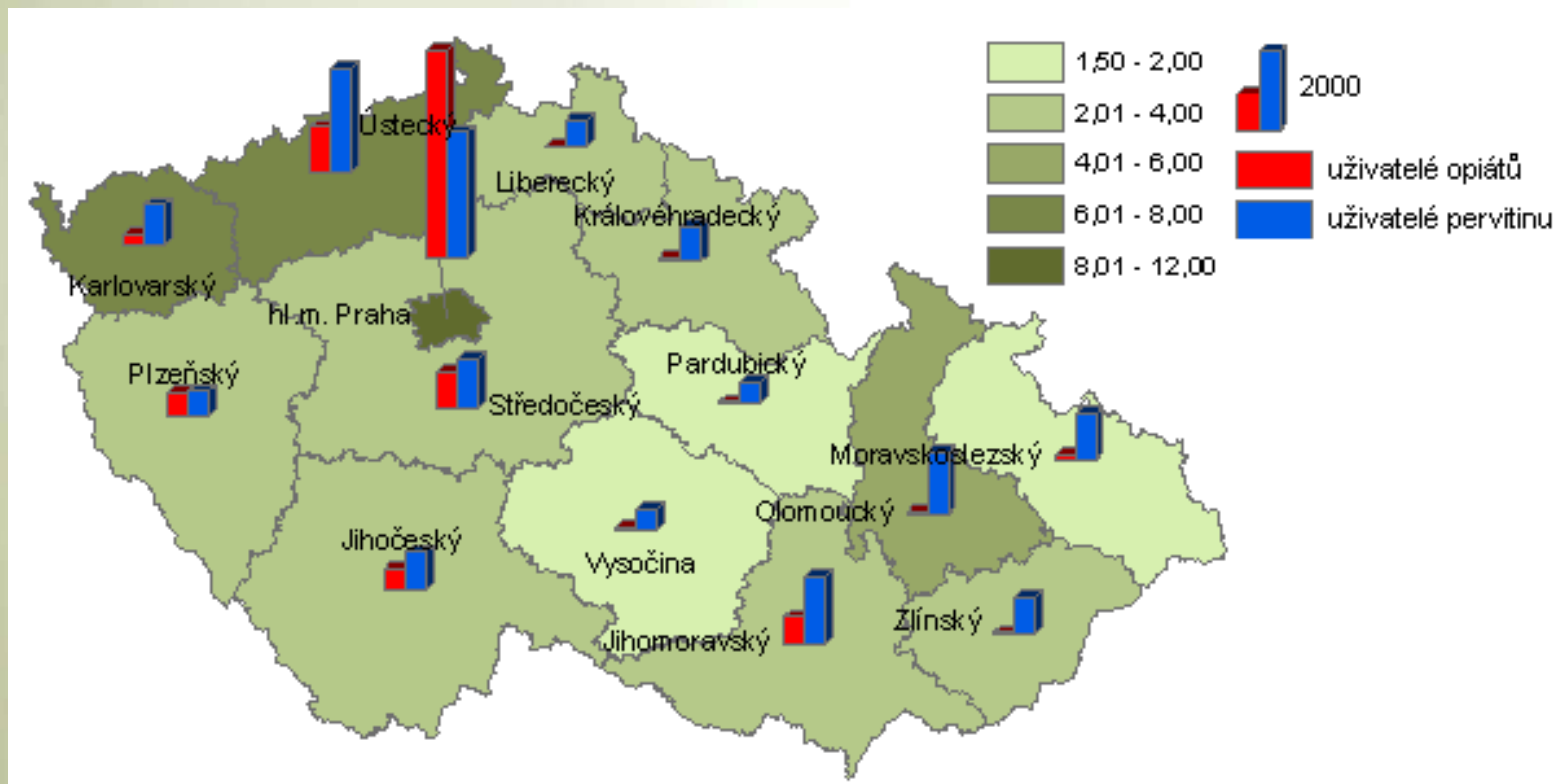 1,50 - 2,00
2,01 - 4,00
4,01 - 6,00
6,01 - 8,00
8,01 - 12,00
2000
uživatelé opiátů
uživatelé pervitinu
Ústecký
Liberecký
Královéhradecký
Karlovarský
hl.m. Praha
Plzeňský
Středočeský
Pardubický
Moravskoslezský
Olomoucký
Jihočeský
Vysočina
Jihomoravský
Zlínský